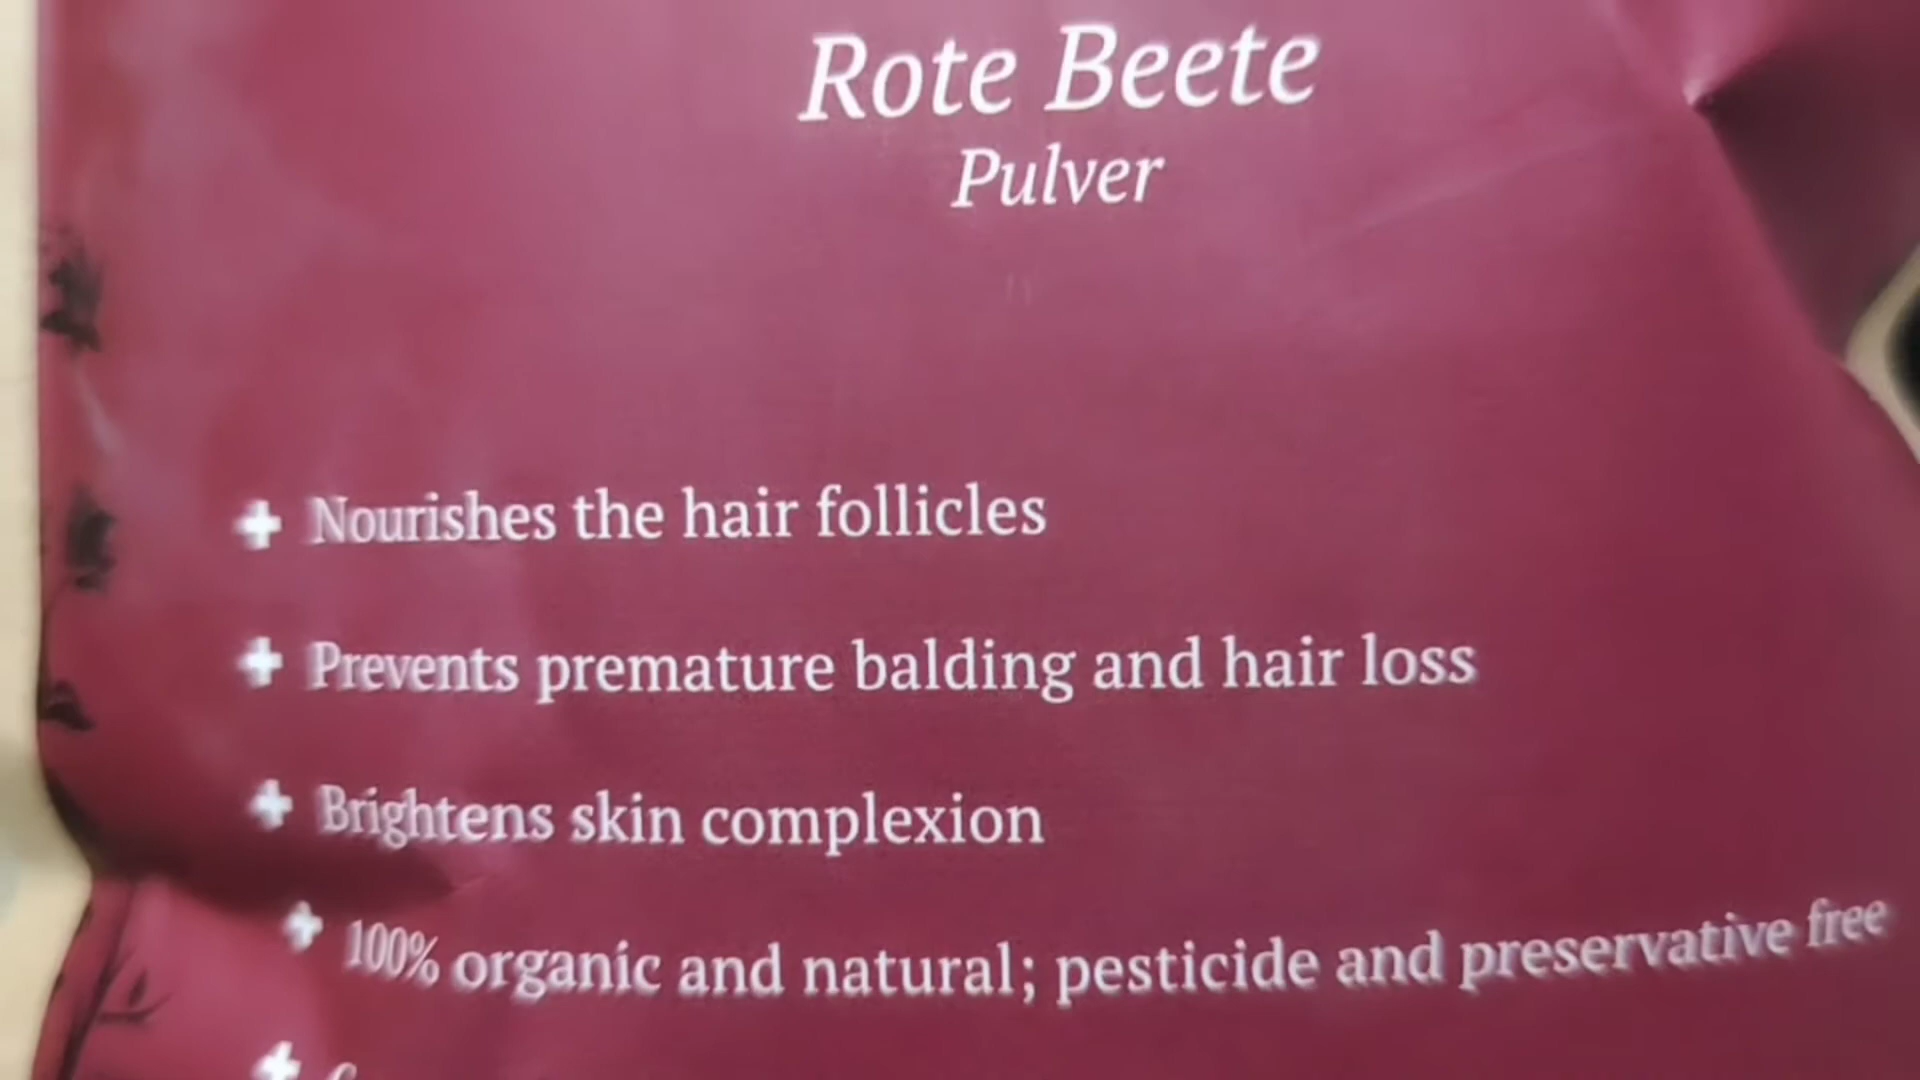 Rote Beete
Pulver
+ Nourishes the hair follicles
+ Prevents premature balding and hair loss
+ Brightens skin complexion
+ 100% organic and natural; pesticide and preservative free